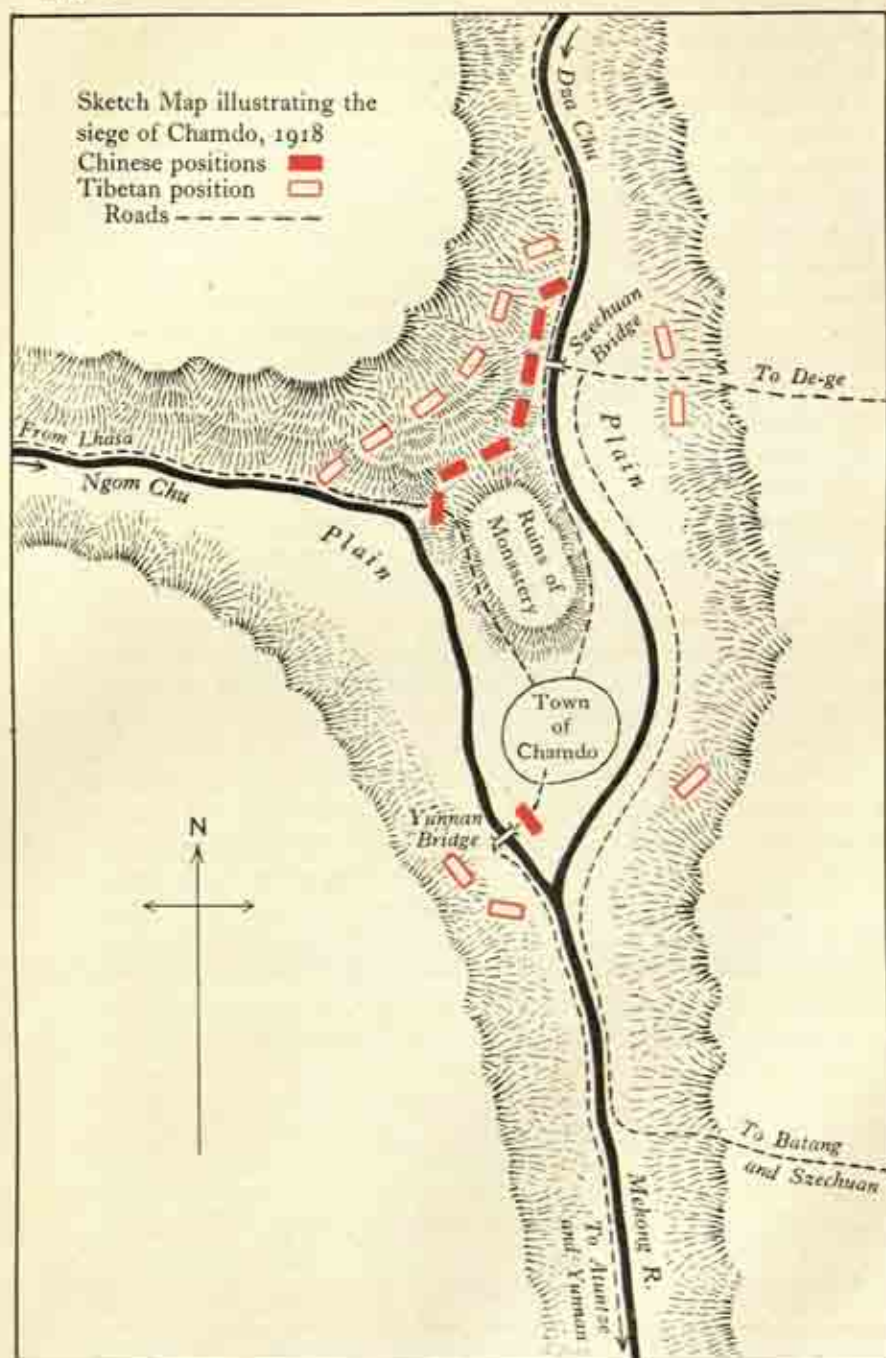 Sketch Map illustrating the
siege of Chamdo, 1918
Chinese positions
Tibetan position
Roads
Dza Chu
Szechuan
Bridge
To De-ge
Plain
From Lhasa
Ngom Chu
Plain
Ruins of
Monastery
Town
of
Chamdo
Yunnan
Bridge
N
To Batang
and Szechuan
Mekong R.
To Atuntze
and Yunnan